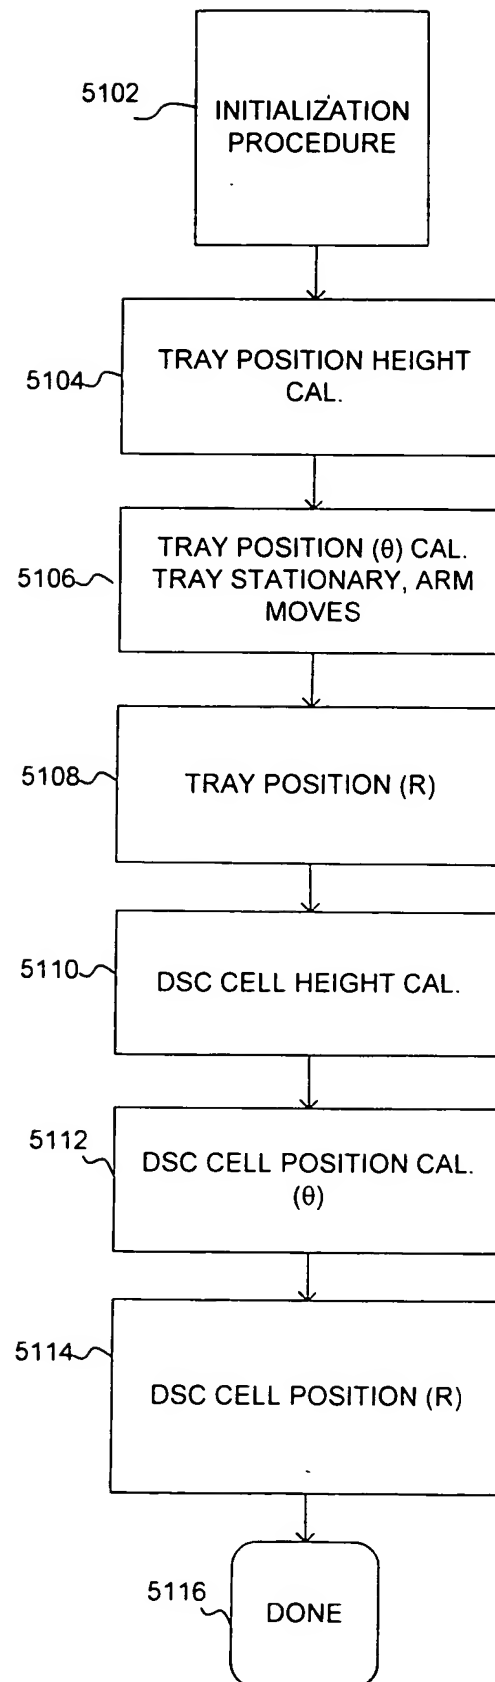 5102
INITIALIZATION
PROCEDURE
5104
TRAY POSITION HEIGHT
CAL.
5106
TRAY POSITION (θ) CAL.
TRAY STATIONARY, ARM
MOVES
5108
TRAY POSITION (R)
5110
DSC CELL HEIGHT CAL.
5112
DSC CELL POSITION CAL.
(θ)
5114
DSC CELL POSITION (R)
5116
DONE